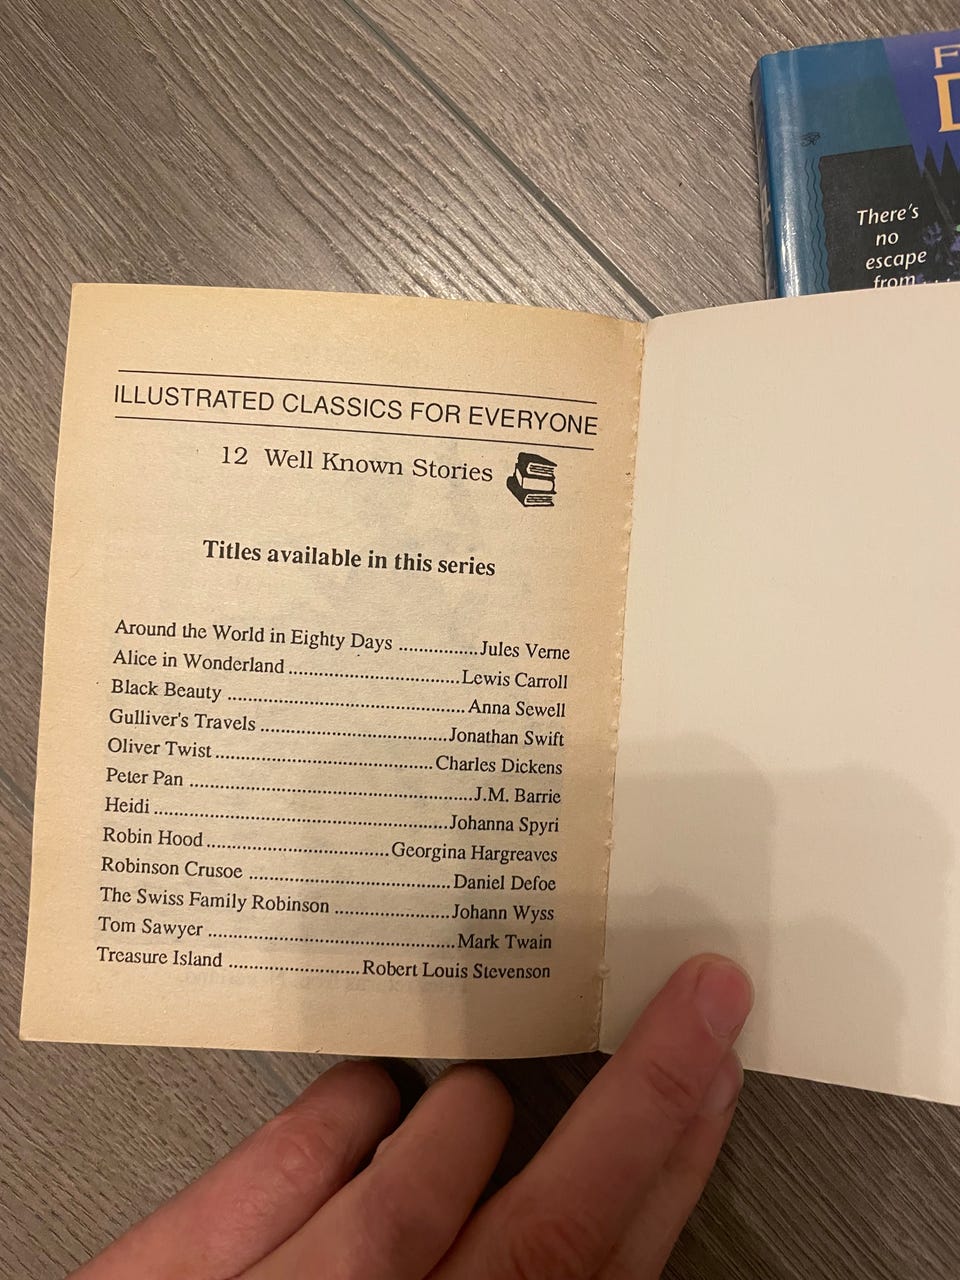 F
D
There's
no
escape
from . . .
ILLUSTRATED CLASSICS FOR EVERYONE
12 Well Known Stories
Titles available in this series
Around the World in Eighty Days ................Jules Verne
Alice in Wonderland ..................................Lewis Carroll
Black Beauty ............................................... Anna Sewell
Gulliver's Travels .....................................Jonathan Swift
Oliver Twist ...........................................Charles Dickens
Peter Pan ........................................................J.M. Barrie
Heidi ..........................................................Johanna Spyri
Robin Hood ....................................Georgina Hargreaves
Robinson Crusoe ........................................Daniel Defoe
The Swiss Family Robinson .......................Johann Wyss
Tom Sawyer .................................................Mark Twain
Treasure Island ..........................Robert Louis Stevenson